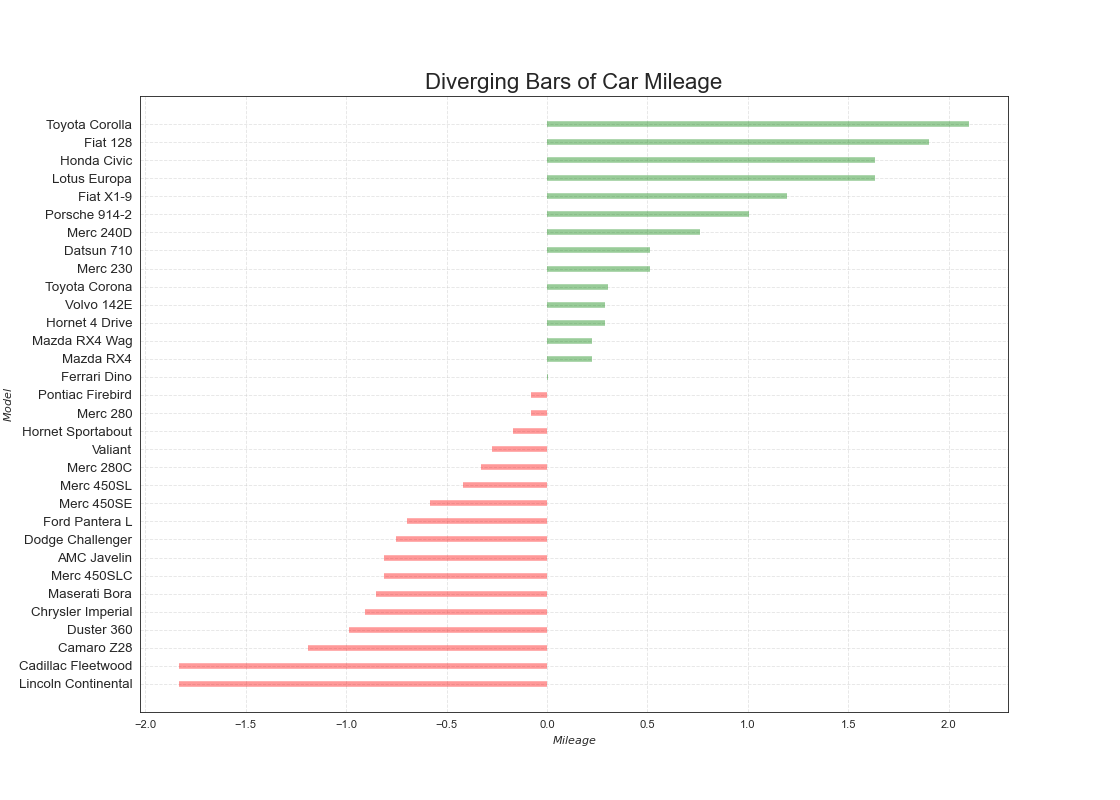 Diverging Bars of Car Mileage
Toyota Corolla
Fiat 128
Honda Civic
Lotus Europa
Fiat X1-9
Porsche 914-2
Merc 240D
Datsun 710
Merc 230
Toyota Corona
Volvo 142E
Hornet 4 Drive
Mazda RX4 Wag
Mazda RX4
Ferrari Dino
Pontiac Firebird
Merc 280
Hornet Sportabout
Valiant
Merc 280C
Merc 450SL
Merc 450SE
Ford Pantera L
Dodge Challenger
AMC Javelin
Merc 450SLC
Maserati Bora
Chrysler Imperial
Duster 360
Camaro Z28
Cadillac Fleetwood
Lincoln Continental
Model
−2.0 −1.5 −1.0 −0.5 0.0 0.5 1.0 1.5 2.0
Mileage